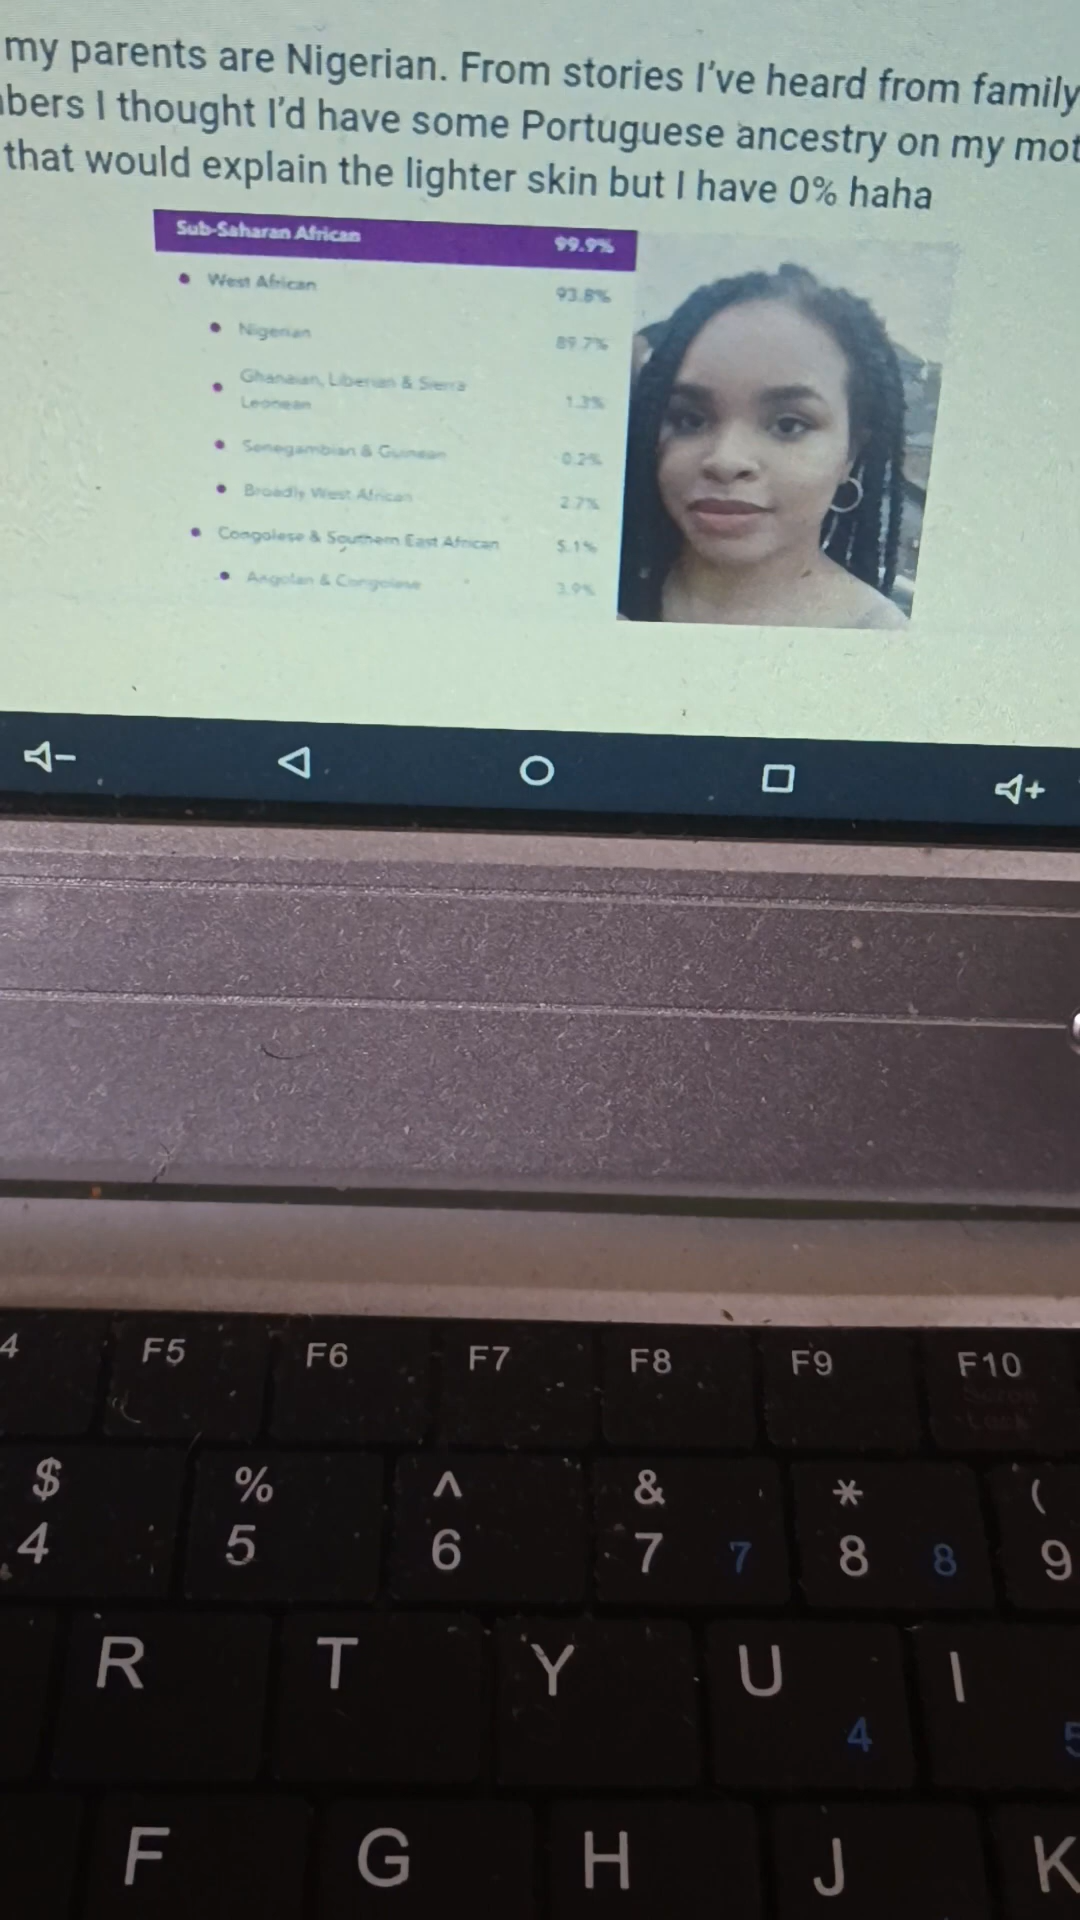 my parents are Nigerian. From stories I've heard from family
bers I thought I'd have some Portuguese ancestry on my mot
that would explain the lighter skin but I have 0% haha
Sub-Saharan African 99.9%
West African 93.8%
Nigerian 89.7%
Ghanaian, Liberian & Sierra
Leonean 1.3%
Senegambian & Guinean 0.2%
Broadly West African 2.7%
Congolese & Southern East African 5.1%
Angolan & Congolese 3.9%
4 F5 F6 F7 F8 F9 F10
Scroll
Lock
$ % ^ & * (
4 5 6 7 7 8 8 9
R T Y U I
4 5
F G H J K